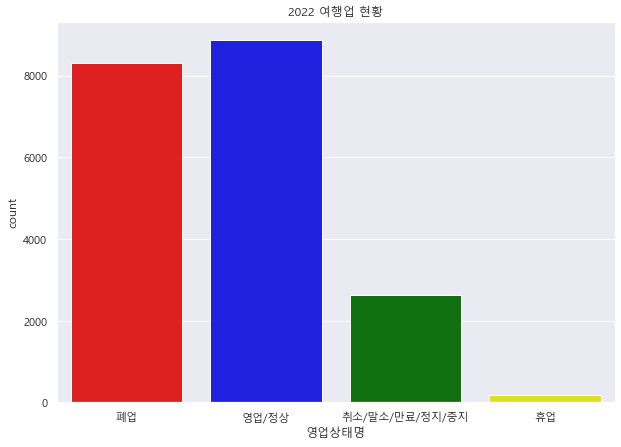 2022 여행업 현황
count
8000
6000
4000
2000
0
폐업
영업/정상
취소/말소/만료/정지/중지
휴업
영업상태명